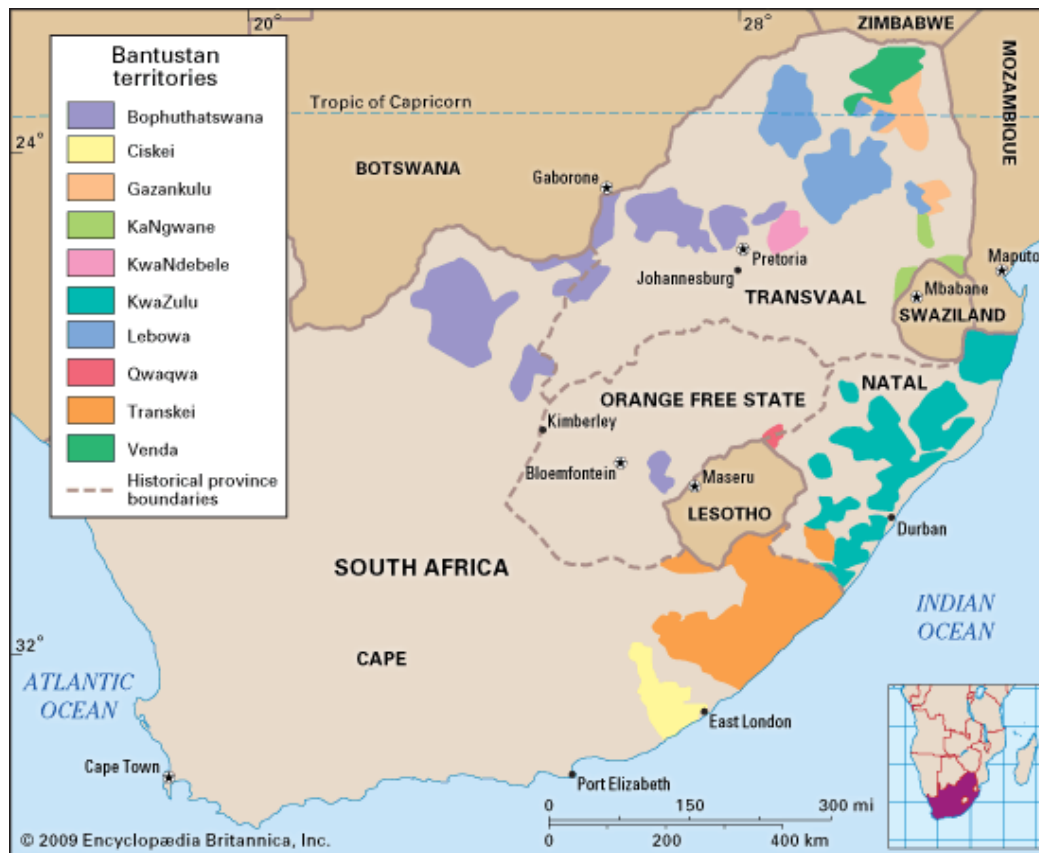 20°
28°
ZIMBABWE
Bantustan
territories
Bophuthatswana
Ciskei
Gazankulu
KaNgwane
KwaNdebele
KwaZulu
Lebowa
Qwaqwa
Transkei
Venda
Historical province
boundaries
Tropic of Capricorn
MOZAMBIQUE
24°
BOTSWANA
Gaborone
Pretoria
Johannesburg
TRANSVAAL
Maputo
Mbabane
SWAZILAND
NATAL
ORANGE FREE STATE
Kimberley
Bloemfontein
Maseru
LESOTHO
Durban
SOUTH AFRICA
INDIAN
OCEAN
32°
CAPE
ATLANTIC
OCEAN
East London
Cape Town
Port Elizabeth
0 150 300 mi
0 200 400 km
© 2009 Encyclopædia Britannica, Inc.